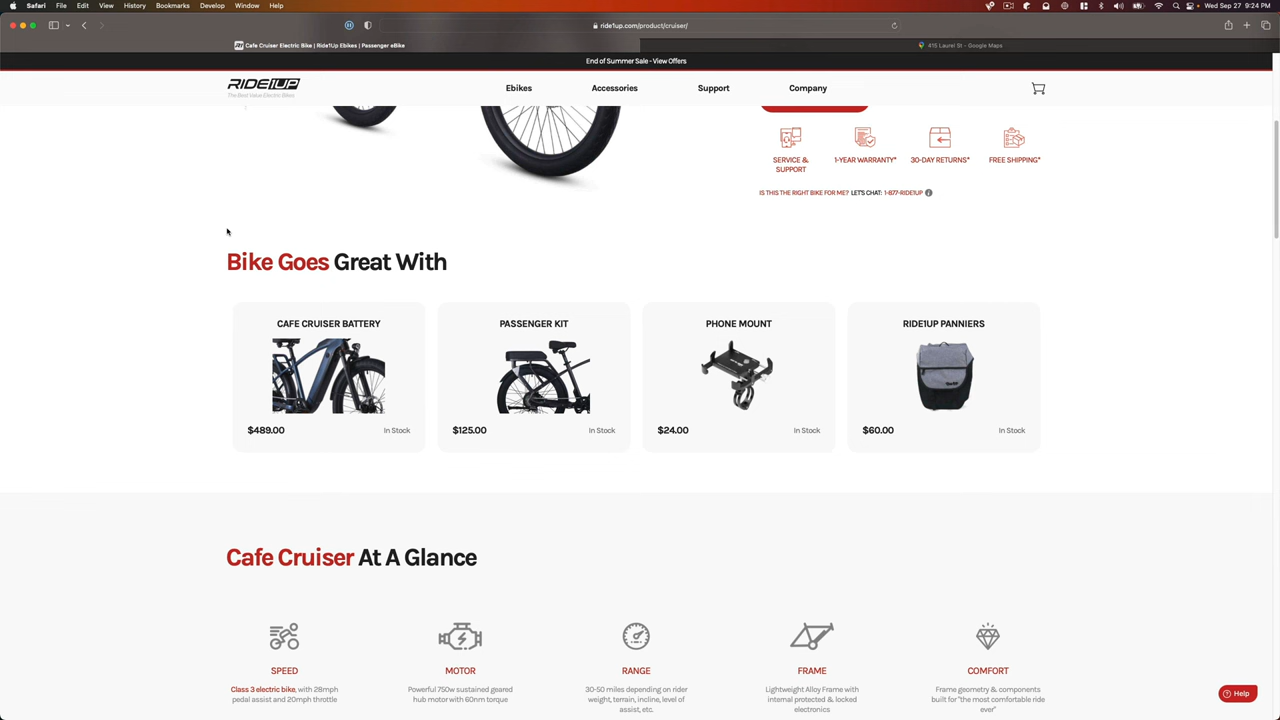 Safari File Edit View History Bookmarks Develop Window Help
Wed Sep 27 9:24 PM
ride1up.com/product/cruiser/
Cafe Cruiser Electric Bike | Ride1Up Ebikes | Passenger eBike
415 Laurel St – Google Maps
End of Summer Sale - View Offers
RIDE1UP
The Best Value Electric Bikes
Ebikes Accessories Support Company
SERVICE &
SUPPORT
1-YEAR WARRANTY*
30-DAY RETURNS*
FREE SHIPPING*
IS THIS THE RIGHT BIKE FOR ME? LET'S CHAT: 1-877-RIDE1UP
Bike Goes Great With
CAFE CRUISER BATTERY
$489.00 In Stock
PASSENGER KIT
$125.00 In Stock
PHONE MOUNT
$24.00 In Stock
RIDE1UP PANNIERS
$60.00 In Stock
Cafe Cruiser At A Glance
SPEED
Class 3 electric bike, with 28mph
pedal assist and 20mph throttle
MOTOR
Powerful 750w sustained geared
hub motor with 60nm torque
RANGE
30-50 miles depending on rider
weight, terrain, incline, level of
assist, etc.
FRAME
Lightweight Alloy Frame with
internal protected & locked
electronics
COMFORT
Frame geometry & components
built for "the most comfortable ride
ever"
Help